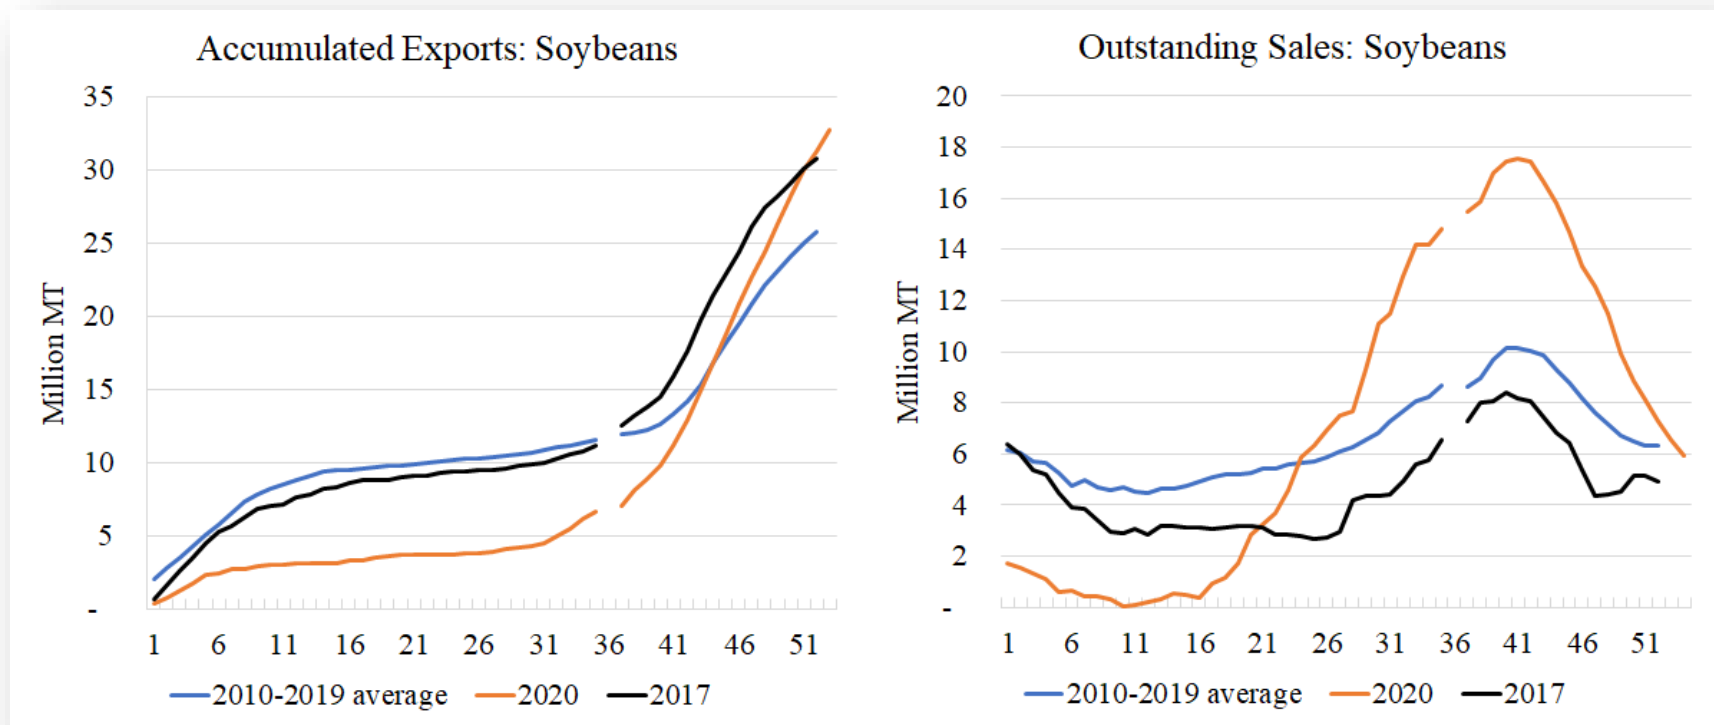 Accumulated Exports: Soybeans
35
30
25
20
15
10
5
-
Million MT
1 6 11 16 21 26 31 36 41 46 51
2010-2019 average 2020 2017
Outstanding Sales: Soybeans
20
18
16
14
12
10
8
6
4
2
-
Million MT
1 6 11 16 21 26 31 36 41 46 51
2010-2019 average 2020 2017